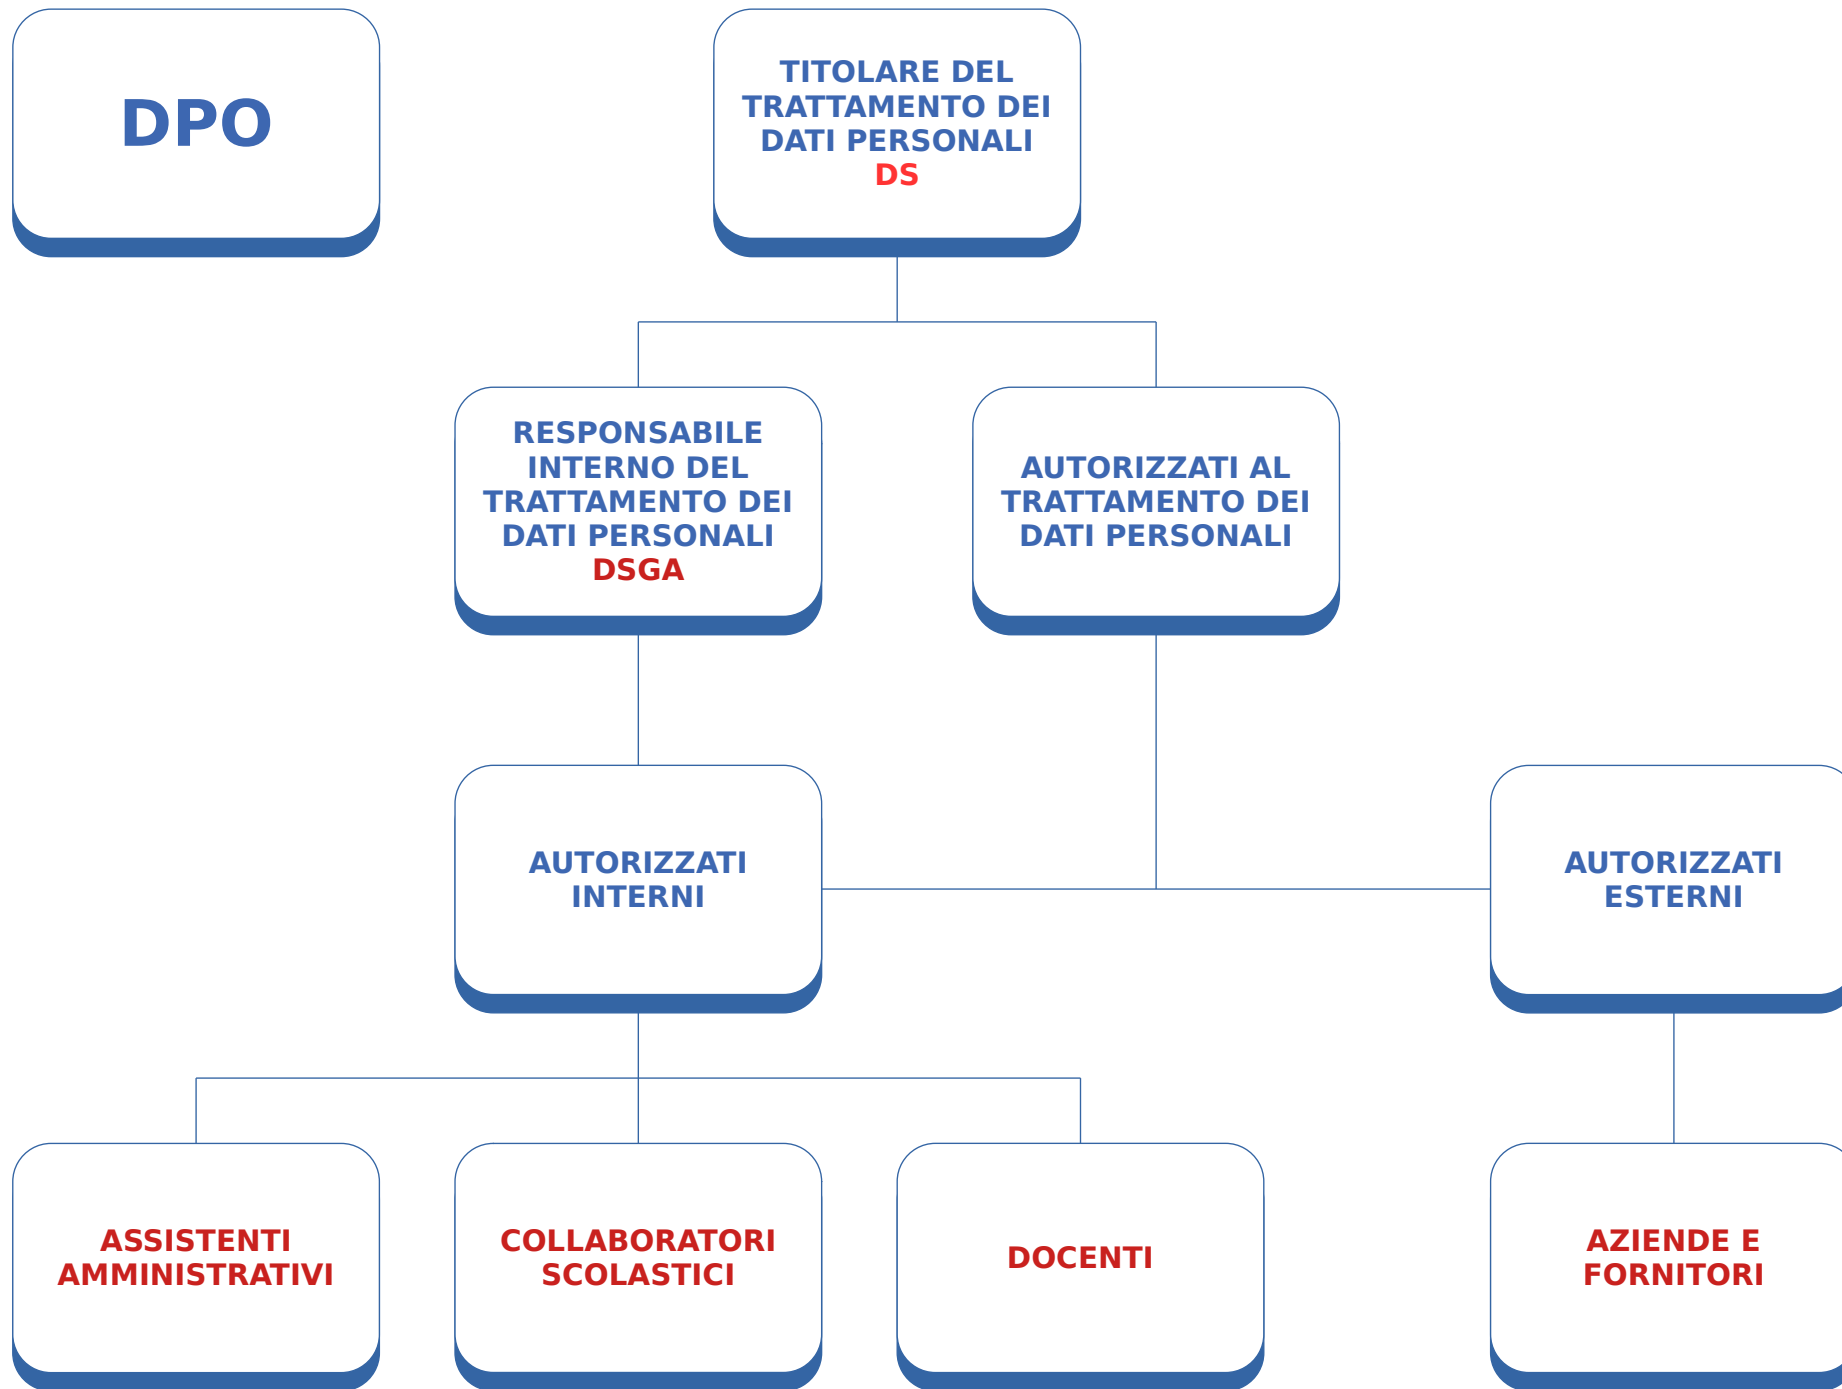 DPO
TITOLARE DEL
TRATTAMENTO DEI
DATI PERSONALI
DS
RESPONSABILE
INTERNO DEL
TRATTAMENTO DEI
DATI PERSONALI
DSGA
AUTORIZZATI AL
TRATTAMENTO DEI
DATI PERSONALI
AUTORIZZATI
INTERNI
AUTORIZZATI
ESTERNI
ASSISTENTI
AMMINISTRATIVI
COLLABORATORI
SCOLASTICI
DOCENTI
AZIENDE E
FORNITORI